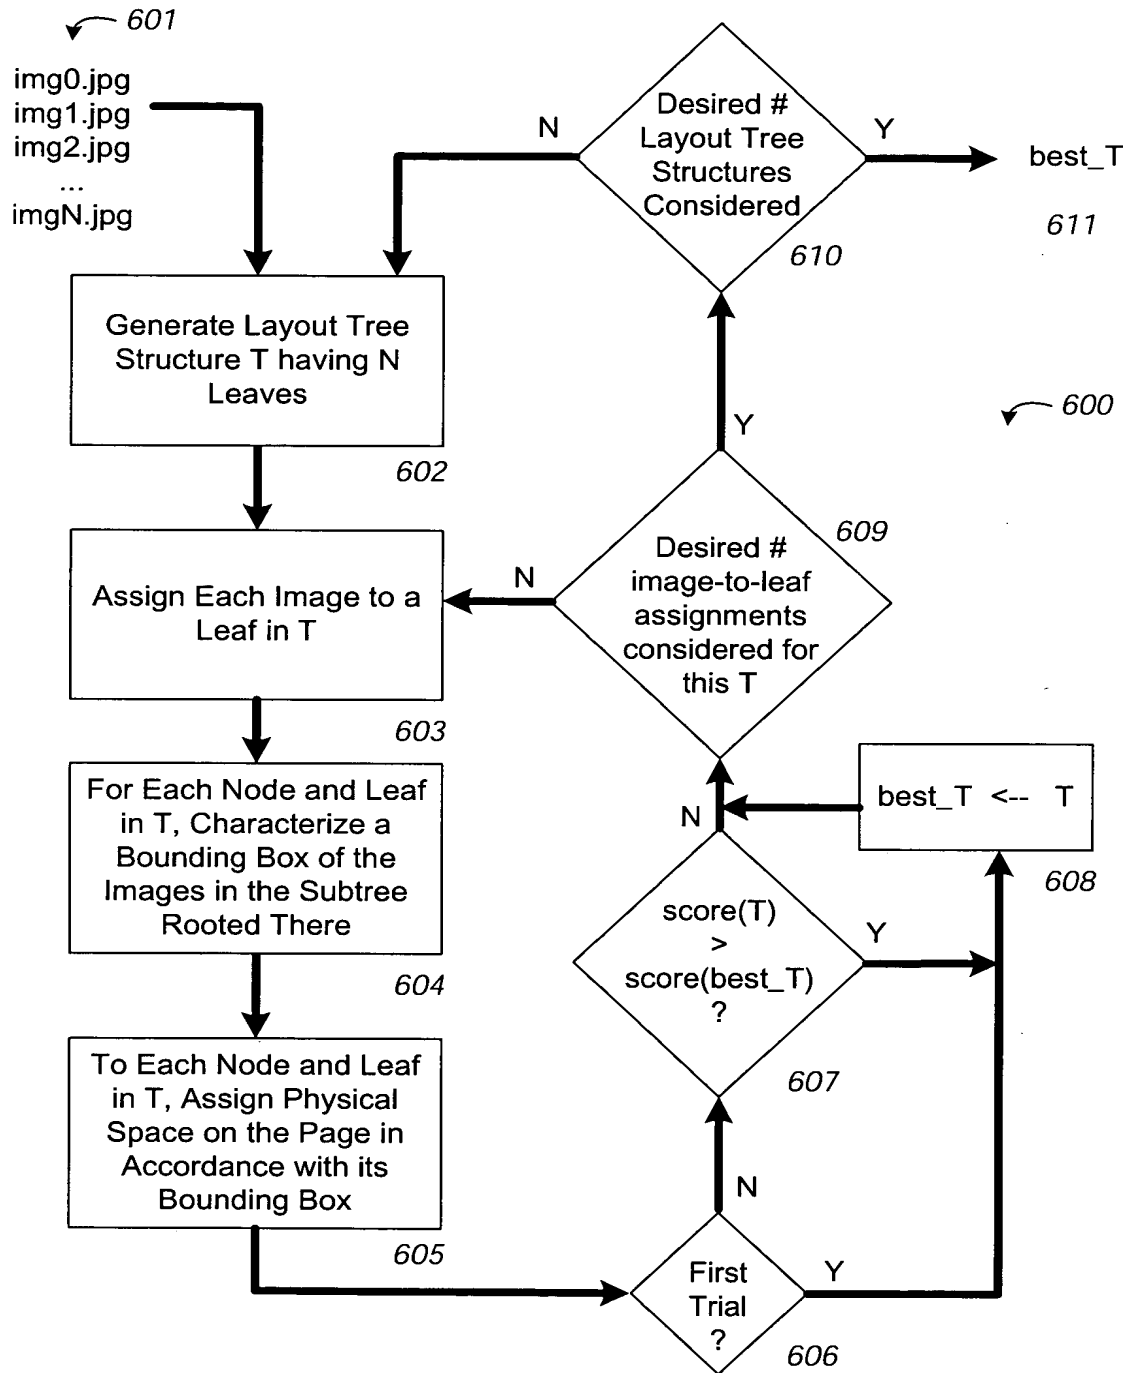 601
img0.jpg
img1.jpg
img2.jpg
...
imgN.jpg
Desired #
Layout Tree
Structures
Considered
N
Y
610
best_T
611
Generate Layout Tree
Structure T having N
Leaves
602
600
Y
Assign Each Image to a
Leaf in T
603
N
Desired #
image-to-leaf
assignments
considered for
this T
609
For Each Node and Leaf
in T, Characterize a
Bounding Box of the
Images in the Subtree
Rooted There
604
best_T <-- T
608
N
score(T)
>
score(best_T)
?
Y
607
To Each Node and Leaf
in T, Assign Physical
Space on the Page in
Accordance with its
Bounding Box
605
N
First
Trial
?
Y
606